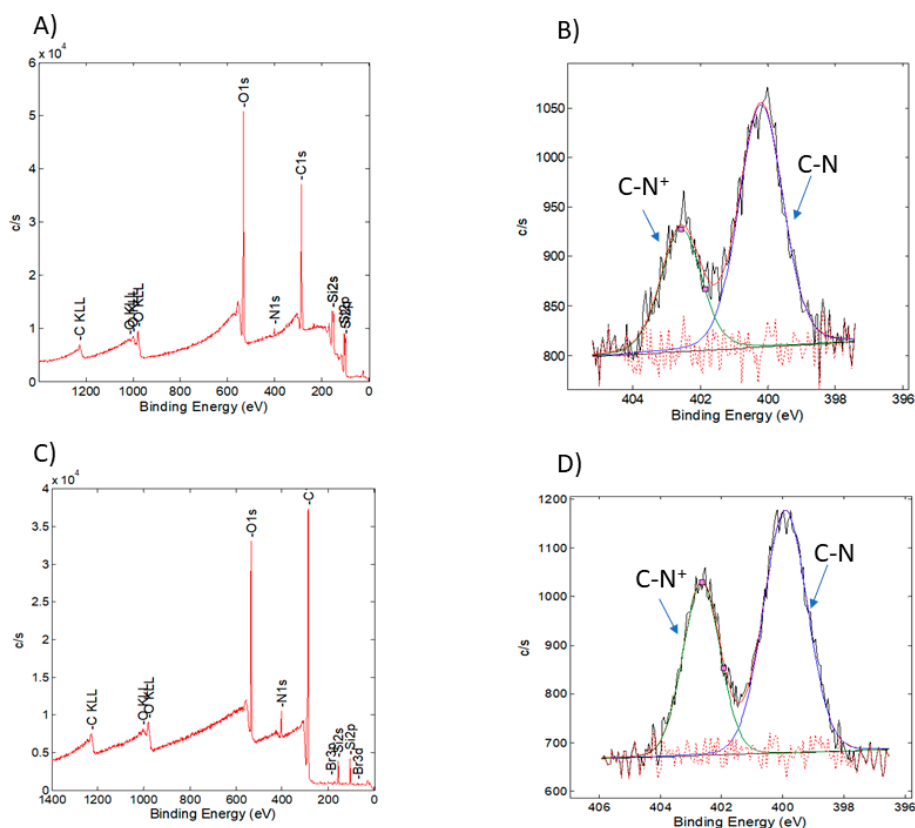 A)
x 10^4
6
5
4
3
2
1
0
c/s
-C KLL
-O KLL
-O KLL
-O1s
-N1s
-C1s
-Si2s
-Si2p
1200 1000 800 600 400 200 0
Binding Energy (eV)
B)
1050
1000
950
900
850
800
c/s
C-N+
C-N
404 402 400 398 396
Binding Energy (eV)
C)
x 10^4
4
3.5
3
2.5
2
1.5
1
0.5
0
c/s
-C KLL
-O KLL
-O KLL
-O1s
-N1s
-C
-Br3p
-Si2s
-Si2p
-Br3d
1400 1200 1000 800 600 400 200 0
Binding Energy (eV)
D)
1200
1100
1000
900
800
700
600
c/s
C-N+
C-N
406 404 402 400 398 396
Binding Energy (eV)